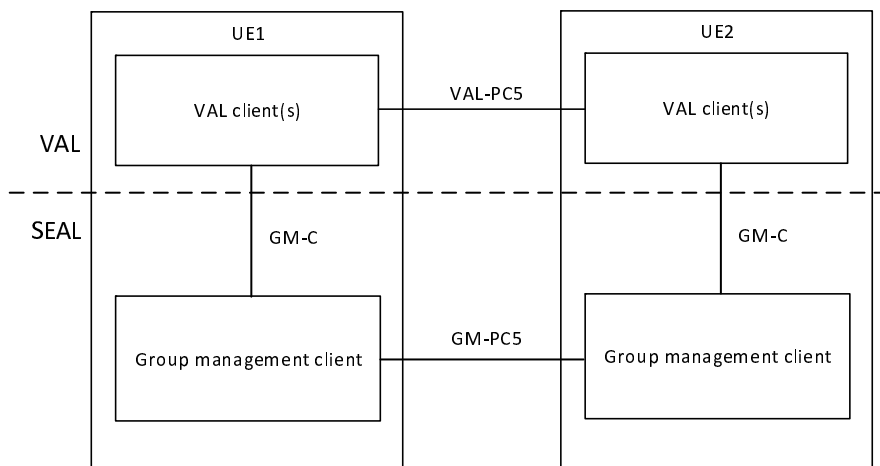 UE1
UE2
VAL client(s)
VAL-PC5
VAL client(s)
VAL
SEAL
GM-C
GM-C
Group management client
GM-PC5
Group management client